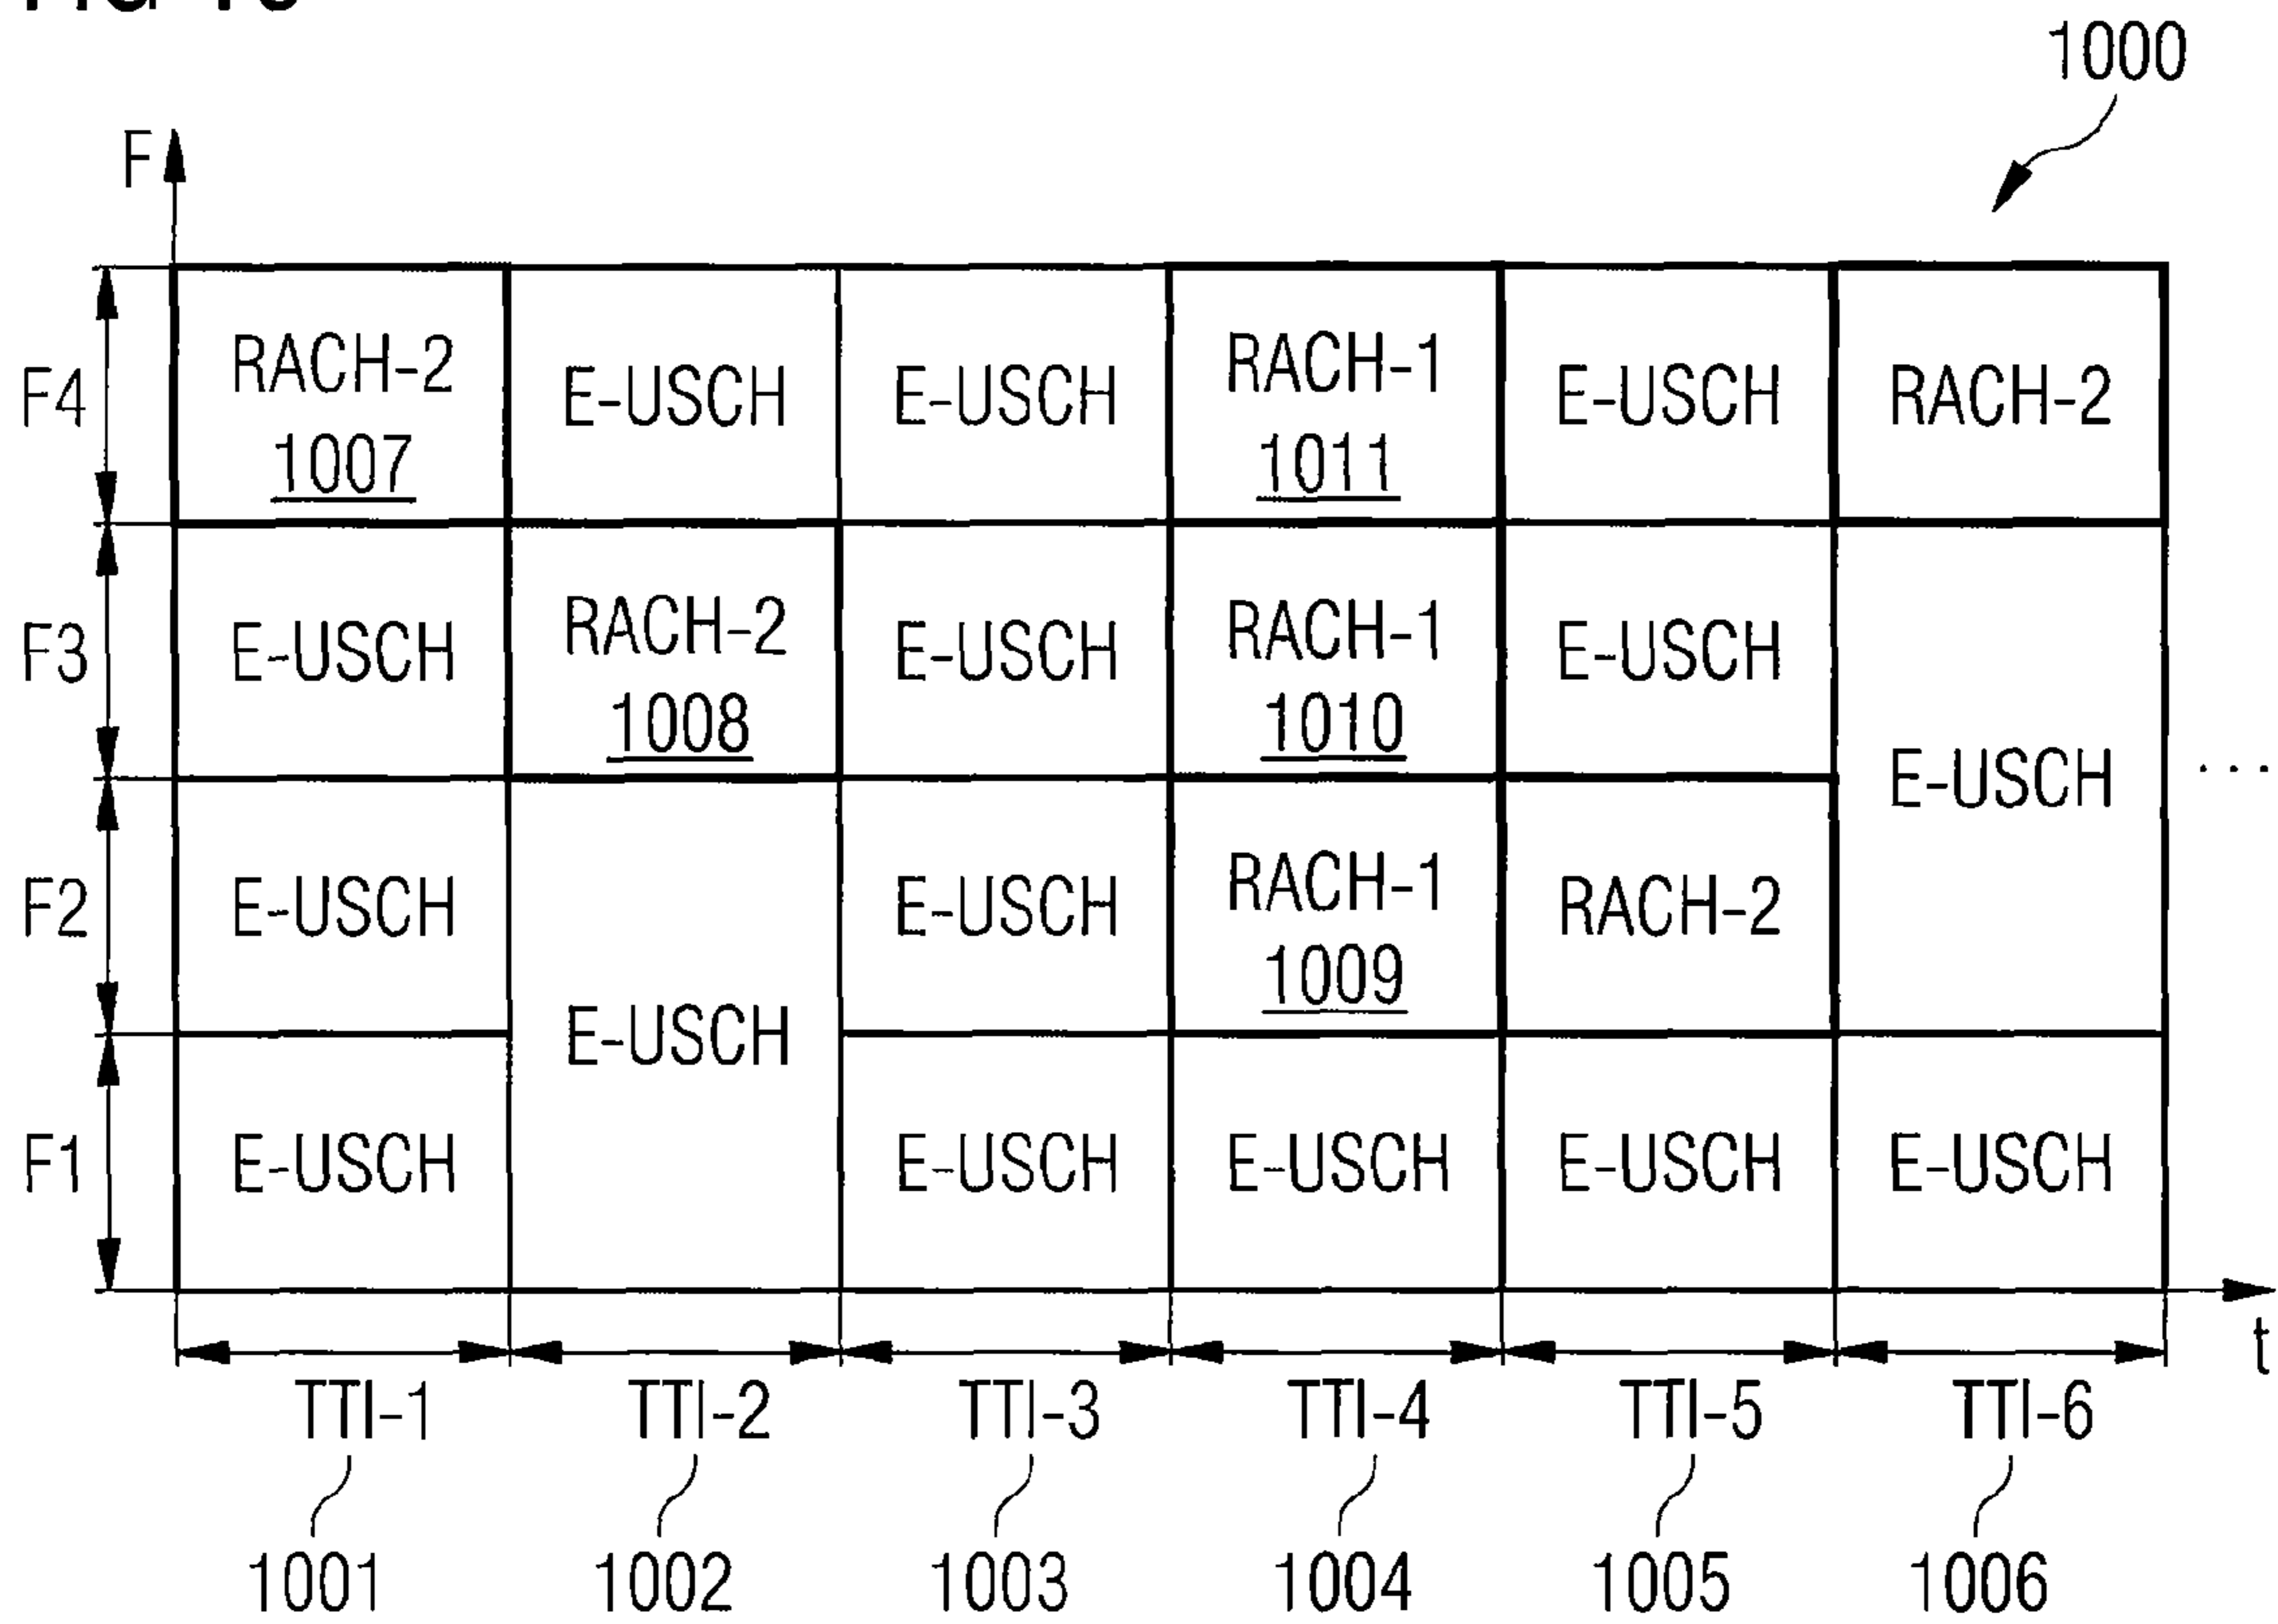 1000
F
F4
RACH-2
1007
E-USCH
E-USCH
RACH-1
1011
E-USCH
RACH-2
F3
E-USCH
RACH-2
1008
E-USCH
RACH-1
1010
E-USCH
E-USCH
...
F2
E-USCH
E-USCH
E-USCH
RACH-1
1009
RACH-2
F1
E-USCH
E-USCH
E-USCH
E-USCH
E-USCH
t
TTI-1
TTI-2
TTI-3
TTI-4
TTI-5
TTI-6
1001
1002
1003
1004
1005
1006